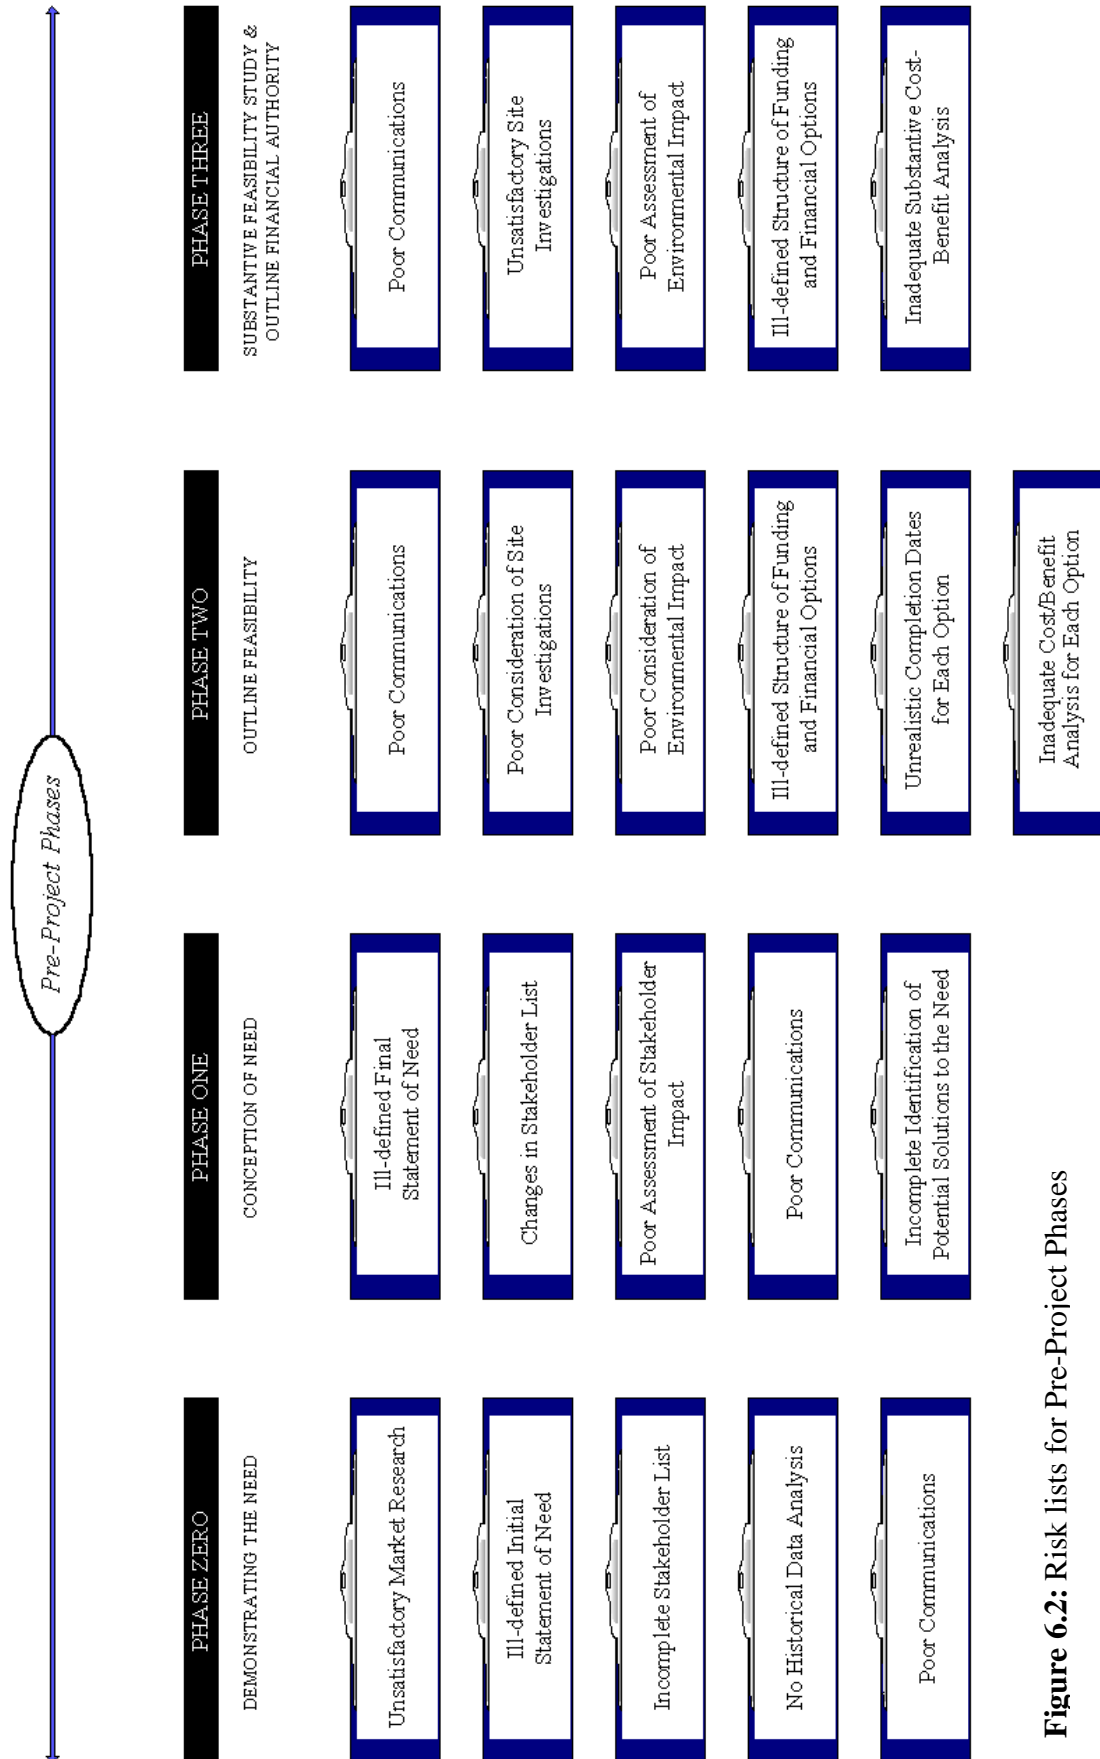 Pre-Project Phases
PHASE ZERO
DEMONSTRATING THE NEED
Unsatisfactory Market Research
Ill-defined Initial
Statement of Need
Incomplete Stakeholder List
No Historical Data Analysis
Poor Communications
PHASE ONE
CONCEPTION OF NEED
Ill-defined Final
Statement of Need
Changes in Stakeholder List
Poor Assessment of Stakeholder
Impact
Poor Communications
Incomplete Identification of
Potential Solutions to the Need
PHASE TWO
OUTLINE FEASIBILITY
Poor Communications
Poor Consideration of Site
Investigations
Poor Consideration of
Environmental Impact
Ill-defined Structure of Funding
and Financial Options
Unrealistic Completion Dates
for Each Option
Inadequate Cost/Benefit
Analysis for Each Option
PHASE THREE
SUBSTANTIVE FEASIBILITY STUDY &
OUTLINE FINANCIAL AUTHORITY
Poor Communications
Unsatisfactory Site
Investigations
Poor Assessment of
Environmental Impact
Ill-defined Structure of Funding
and Financial Options
Inadequate Substantive Cost-
Benefit Analysis
Figure 6.2: Risk lists for Pre-Project Phases